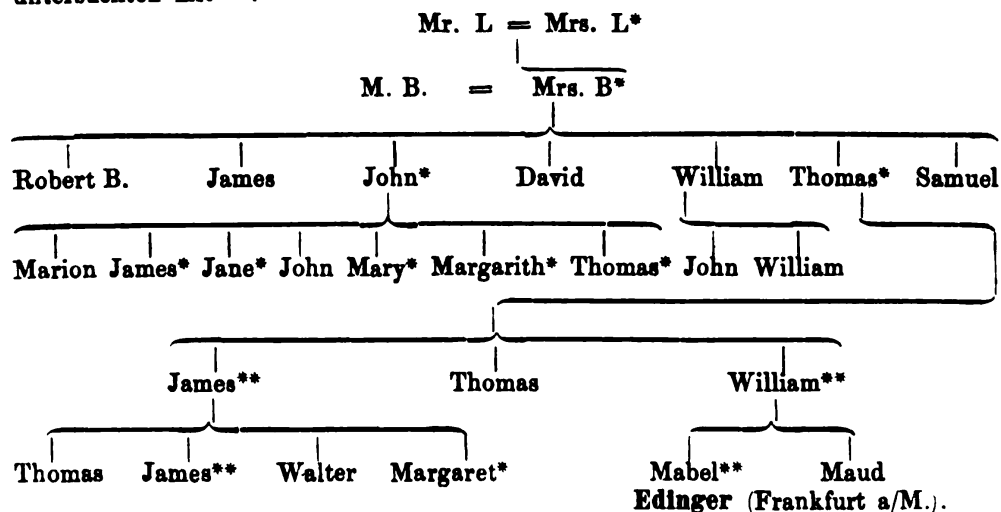 Mr. L = Mrs. L*
M. B. = Mrs. B*
Robert B. James John* David William Thomas* Samuel
Marion James* Jane* John Mary* Margarith* Thomas* John William
James** Thomas William**
Thomas James** Walter Margaret* Mabel** Maud
Edinger (Frankfurt a/M.).